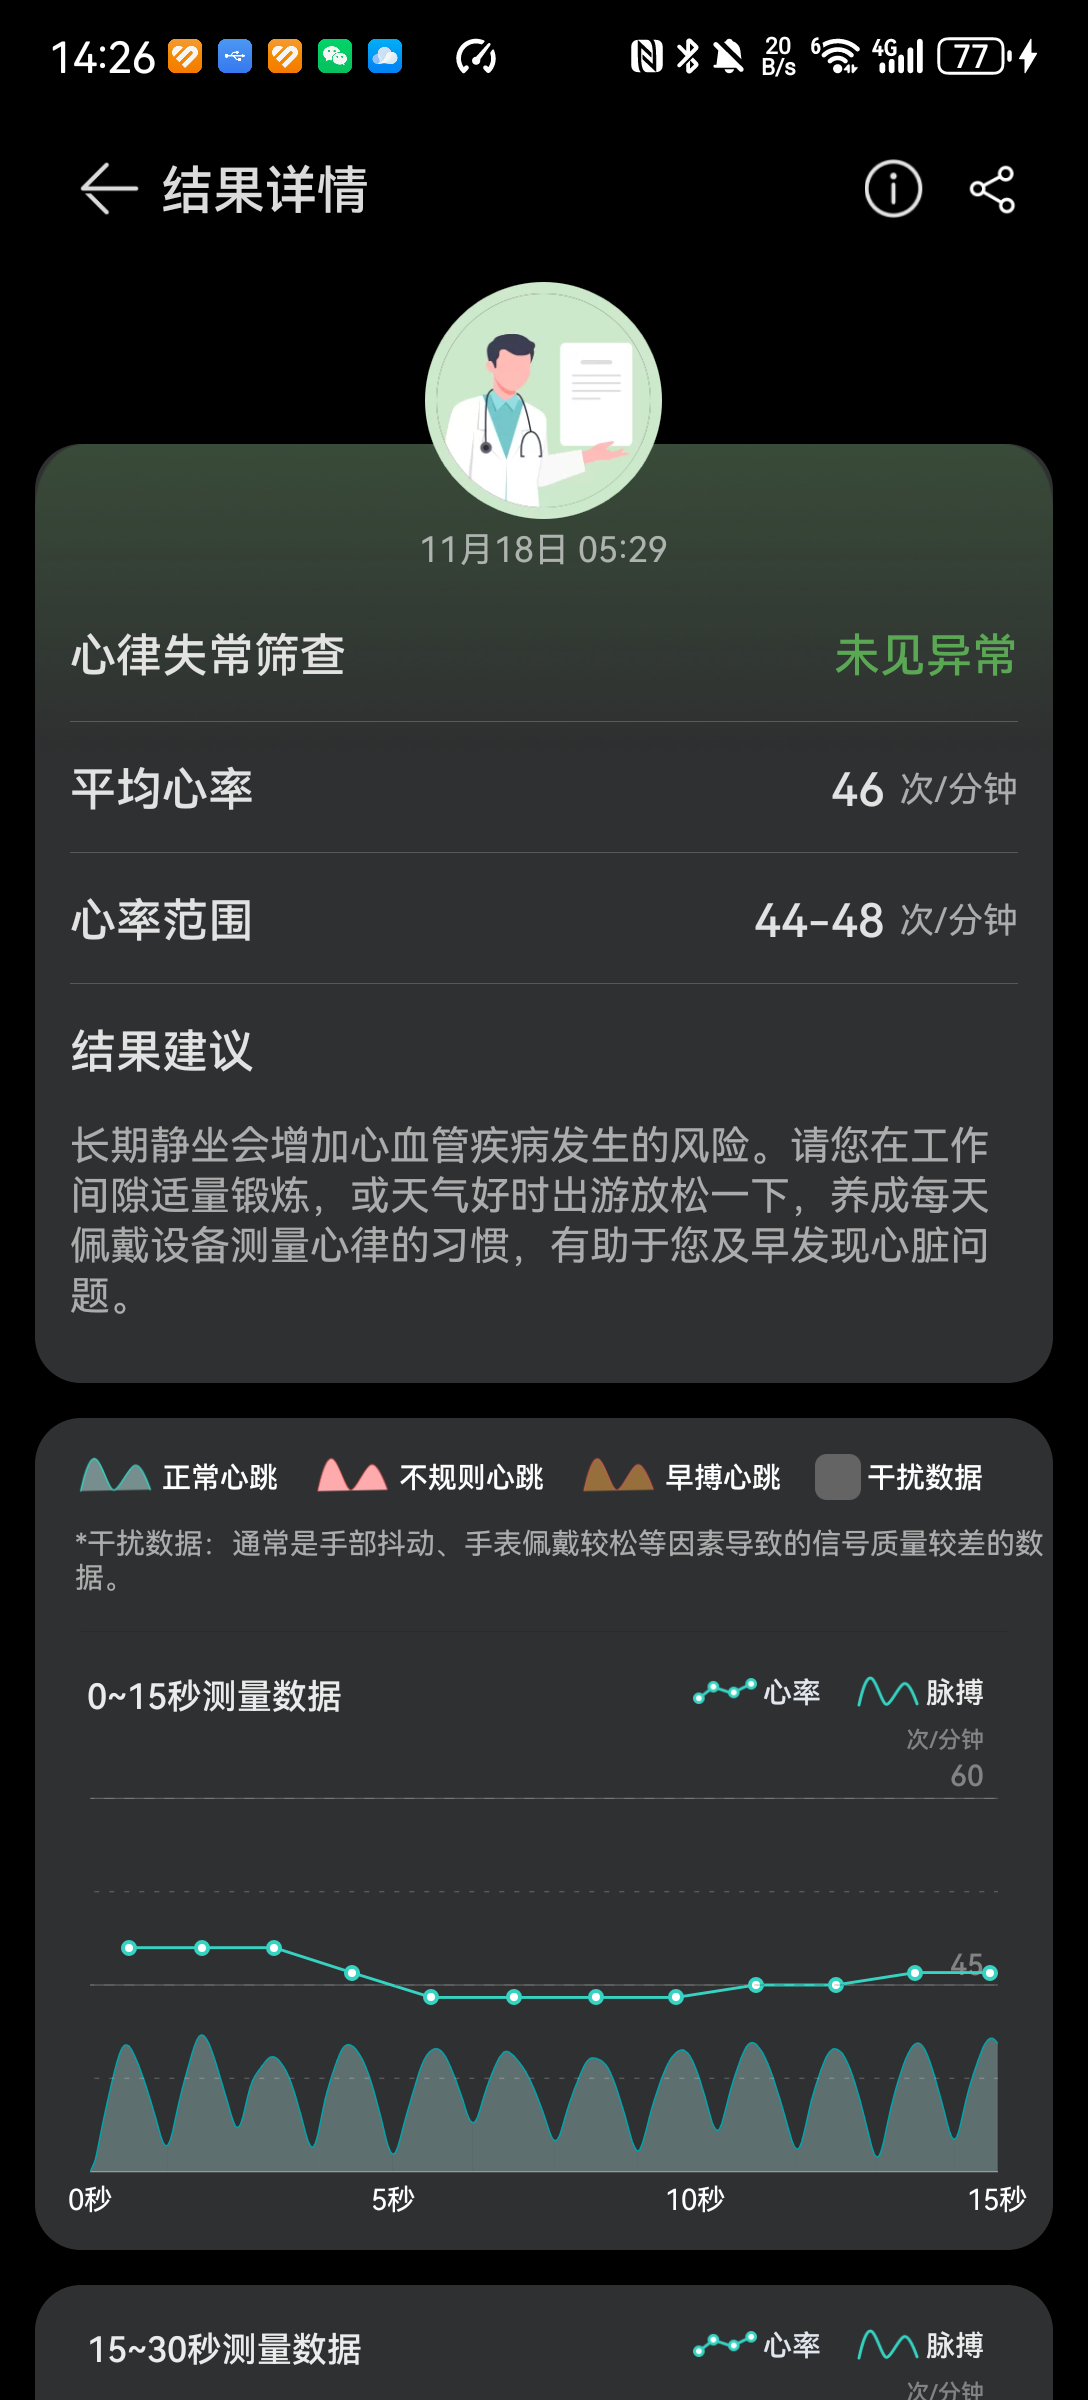 14:26
20
B/s
6
4G
77
结果详情
11月18日 05:29
心律失常筛查
未见异常
平均心率
46 次/分钟
心率范围
44-48 次/分钟
结果建议
长期静坐会增加心血管疾病发生的风险。请您在工作
间隙适量锻炼，或天气好时出游放松一下，养成每天
佩戴设备测量心律的习惯，有助于您及早发现心脏问
题。
正常心跳
不规则心跳
早搏心跳
干扰数据
*干扰数据：通常是手部抖动、手表佩戴较松等因素导致的信号质量较差的数
据。
0~15秒测量数据
心率
脉搏
次/分钟
60
45
0秒
5秒
10秒
15秒
15~30秒测量数据
心率
脉搏
次/分钟